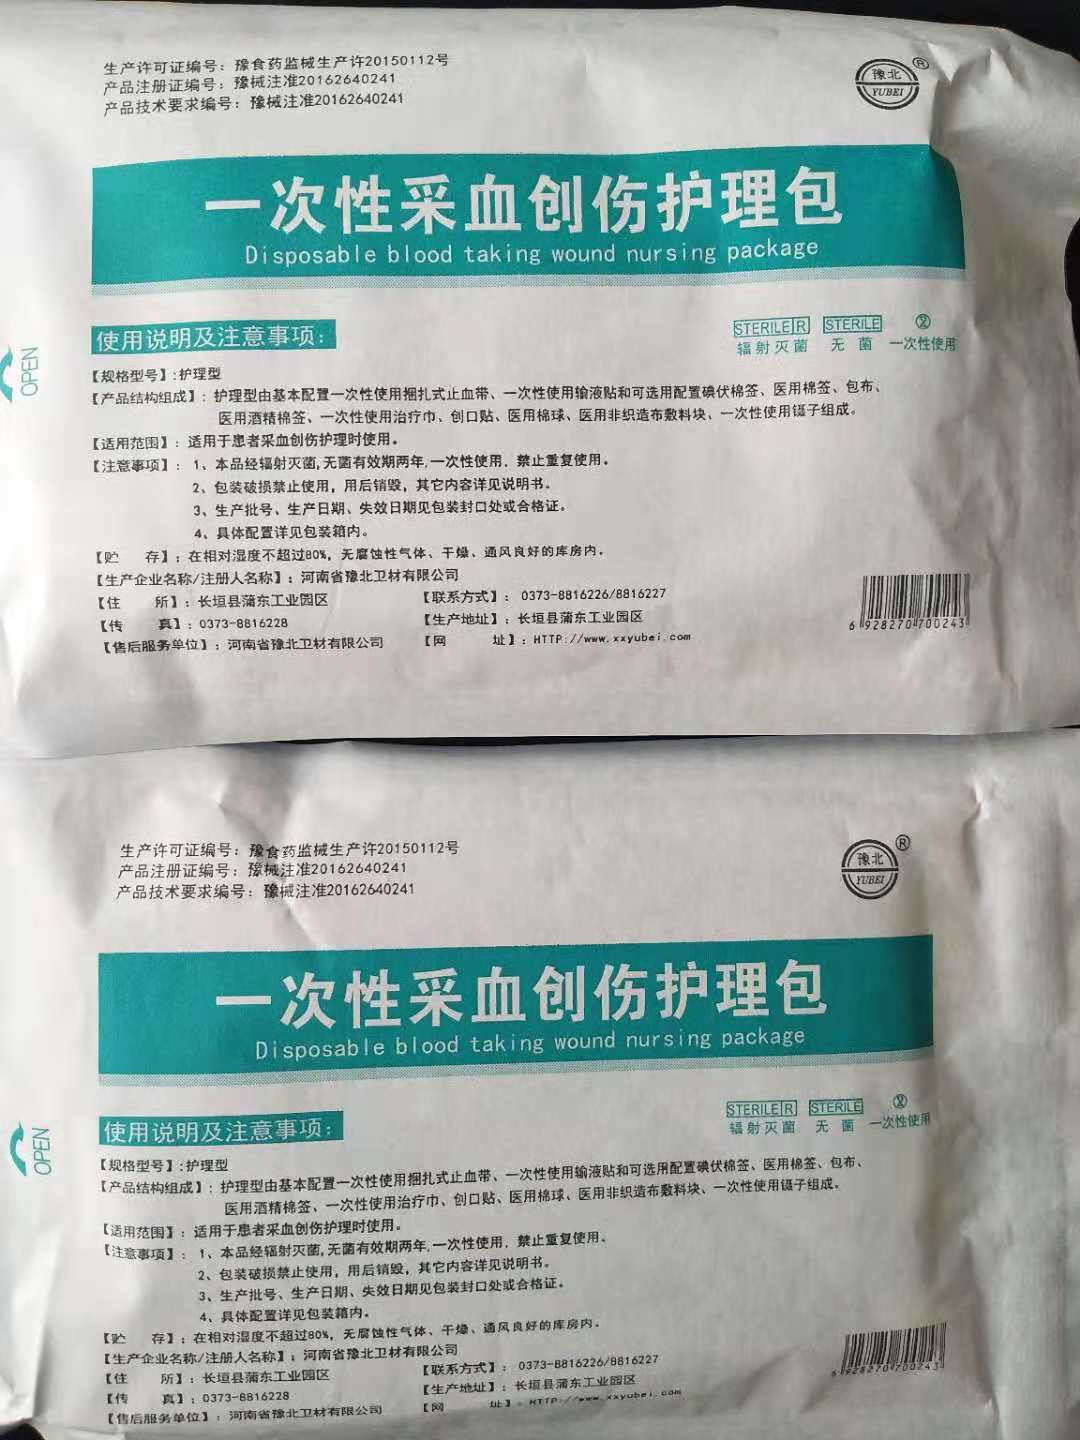 生产许可证编号：豫食药监械生产许20150112号
产品注册证编号：豫械注准20162640241
产品技术要求编号：豫械注准20162640241
豫北
YUBEI
®
一次性采血创伤护理包
Disposable blood taking wound nursing package
使用说明及注意事项：
STERILE R
STERILE
辐射灭菌
无菌
一次性使用
OPEN
【规格型号】：护理型
【产品结构组成】：护理型由基本配置一次性使用捆扎式止血带、一次性使用输液贴和可选用配置碘伏棉签、医用棉签、包布、
医用酒精棉签、一次性使用治疗巾、创口贴、医用棉球、医用非织造布敷料块、一次性使用镊子组成。
【适用范围】：适用于患者采血创伤护理时使用。
【注意事项】：1、本品经辐射灭菌,无菌有效期两年,一次性使用，禁止重复使用。
2、包装破损禁止使用，用后销毁，其它内容详见说明书。
3、生产批号、生产日期、失效日期见包装封口处或合格证。
4、具体配置详见包装箱内。
【贮 存】：在相对湿度不超过80%，无腐蚀性气体、干燥、通风良好的库房内。
【生产企业名称/注册人名称】：河南省豫北卫材有限公司
【住 所】：长垣县蒲东工业园区
【联系方式】：0373-8816226/8816227
【传 真】：0373-8816228
【生产地址】：长垣县蒲东工业园区
【售后服务单位】：河南省豫北卫材有限公司
【网 址】：HTTP://www.xxyubei.com
6 928270 700243
生产许可证编号：豫食药监械生产许20150112号
产品注册证编号：豫械注准20162640241
产品技术要求编号：豫械注准20162640241
豫北
YUBEI
®
一次性采血创伤护理包
Disposable blood taking wound nursing package
使用说明及注意事项：
STERILE R
STERILE
辐射灭菌
无菌
一次性使用
OPEN
【规格型号】：护理型
【产品结构组成】：护理型由基本配置一次性使用捆扎式止血带、一次性使用输液贴和可选用配置碘伏棉签、医用棉签、包布、
医用酒精棉签、一次性使用治疗巾、创口贴、医用棉球、医用非织造布敷料块、一次性使用镊子组成。
【适用范围】：适用于患者采血创伤护理时使用。
【注意事项】：1、本品经辐射灭菌,无菌有效期两年,一次性使用，禁止重复使用。
2、包装破损禁止使用，用后销毁，其它内容详见说明书。
3、生产批号、生产日期、失效日期见包装封口处或合格证。
4、具体配置详见包装箱内。
【贮 存】：在相对湿度不超过80%，无腐蚀性气体、干燥、通风良好的库房内。
【生产企业名称/注册人名称】：河南省豫北卫材有限公司
【住 所】：长垣县蒲东工业园区
【联系方式】：0373-8816226/8816227
【传 真】：0373-8816228
【生产地址】：长垣县蒲东工业园区
【售后服务单位】：河南省豫北卫材有限公司
【网 址】：HTTP://www.xxyubei.com
6 928270 700243